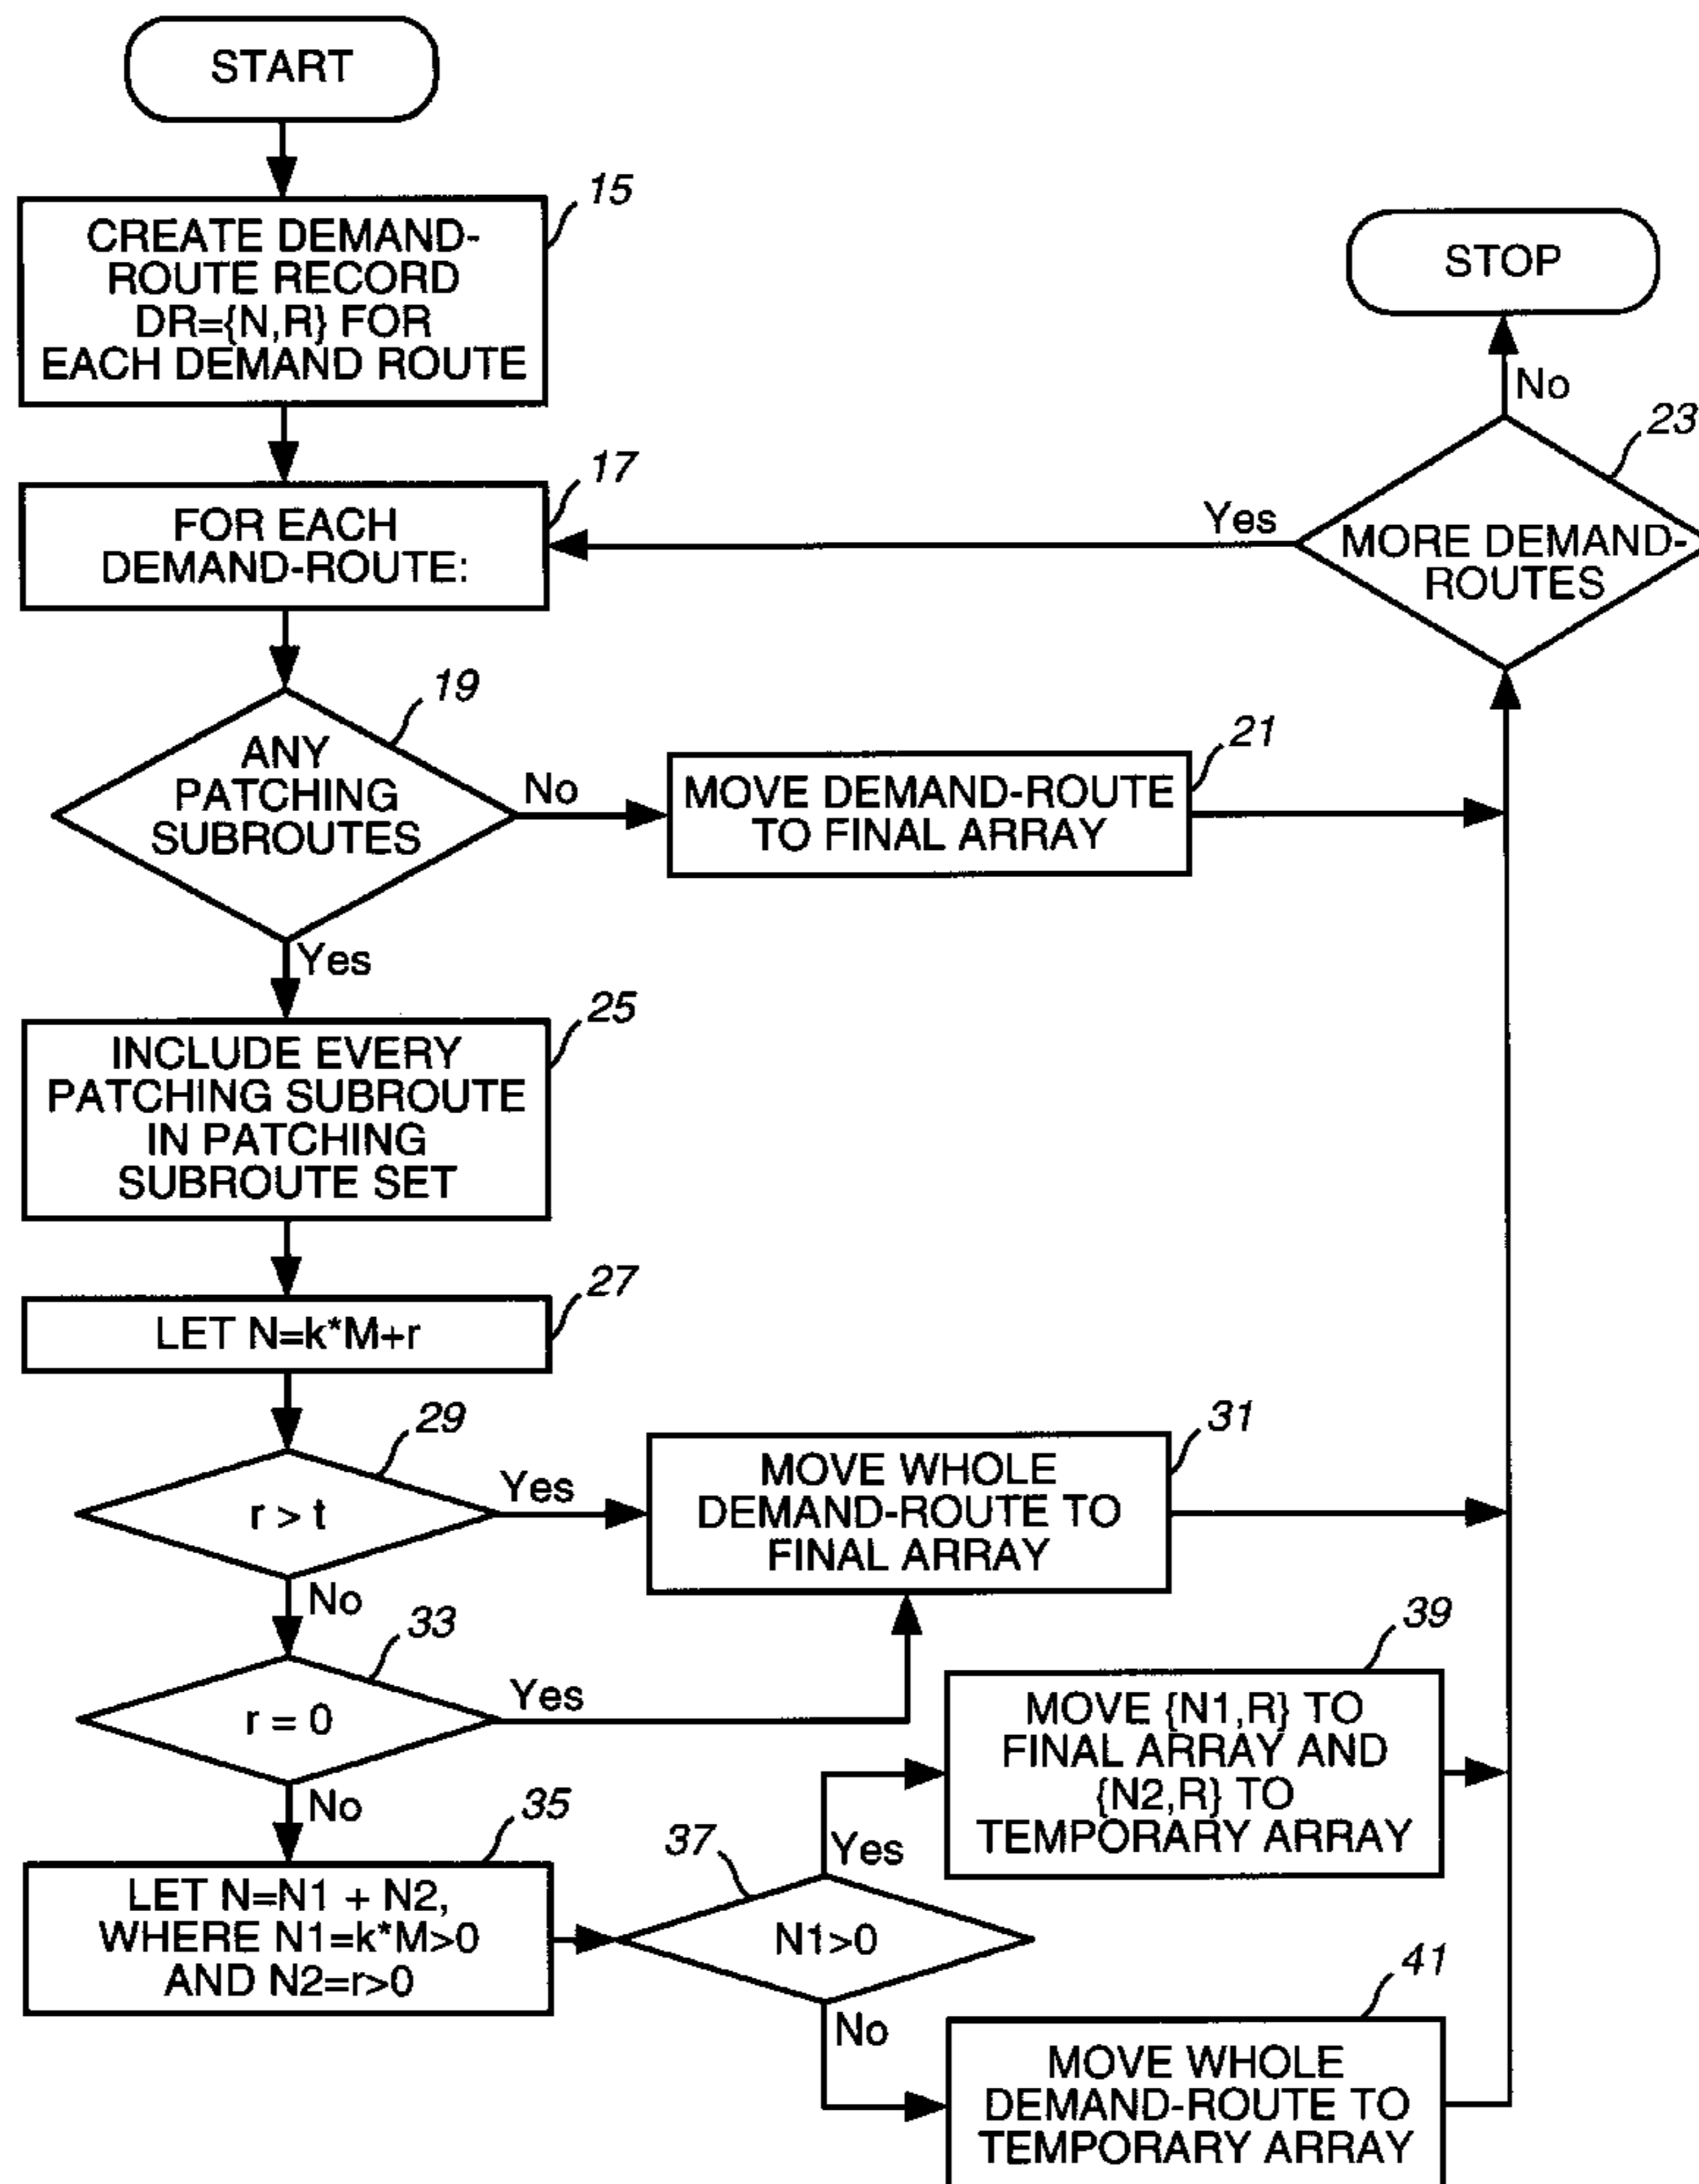 START
15
CREATE DEMAND-
ROUTE RECORD
DR={N,R} FOR
EACH DEMAND ROUTE
STOP
No
23
17
FOR EACH
DEMAND-ROUTE:
Yes
MORE DEMAND-
ROUTES
19
ANY
PATCHING
SUBROUTES
No
21
MOVE DEMAND-ROUTE
TO FINAL ARRAY
Yes
25
INCLUDE EVERY
PATCHING SUBROUTE
IN PATCHING
SUBROUTE SET
27
LET N=k*M+r
29
r > t
Yes
31
MOVE WHOLE
DEMAND-ROUTE TO
FINAL ARRAY
No
33
r = 0
Yes
39
MOVE {N1,R} TO
FINAL ARRAY AND
{N2,R} TO
TEMPORARY ARRAY
No
35
LET N=N1 + N2,
WHERE N1=k*M>0
AND N2=r>0
37
Yes
N1>0
No
41
MOVE WHOLE
DEMAND-ROUTE TO
TEMPORARY ARRAY